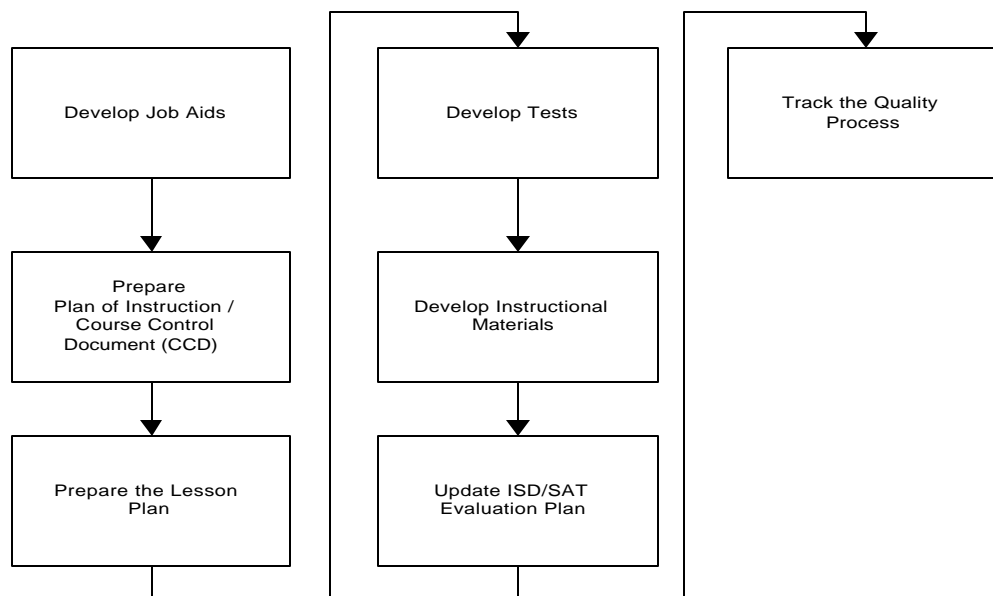 Develop Job Aids
Prepare
Plan of Instruction /
Course Control
Document (CCD)
Prepare the Lesson
Plan
Develop Tests
Develop Instructional
Materials
Update ISD/SAT
Evaluation Plan
Track the Quality
Process